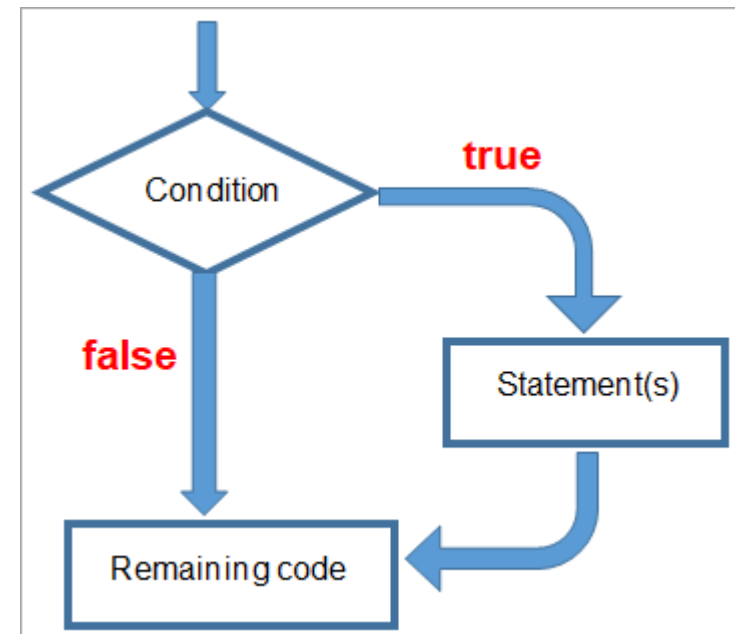 true
Condition
false
Statement(s)
Remaining code